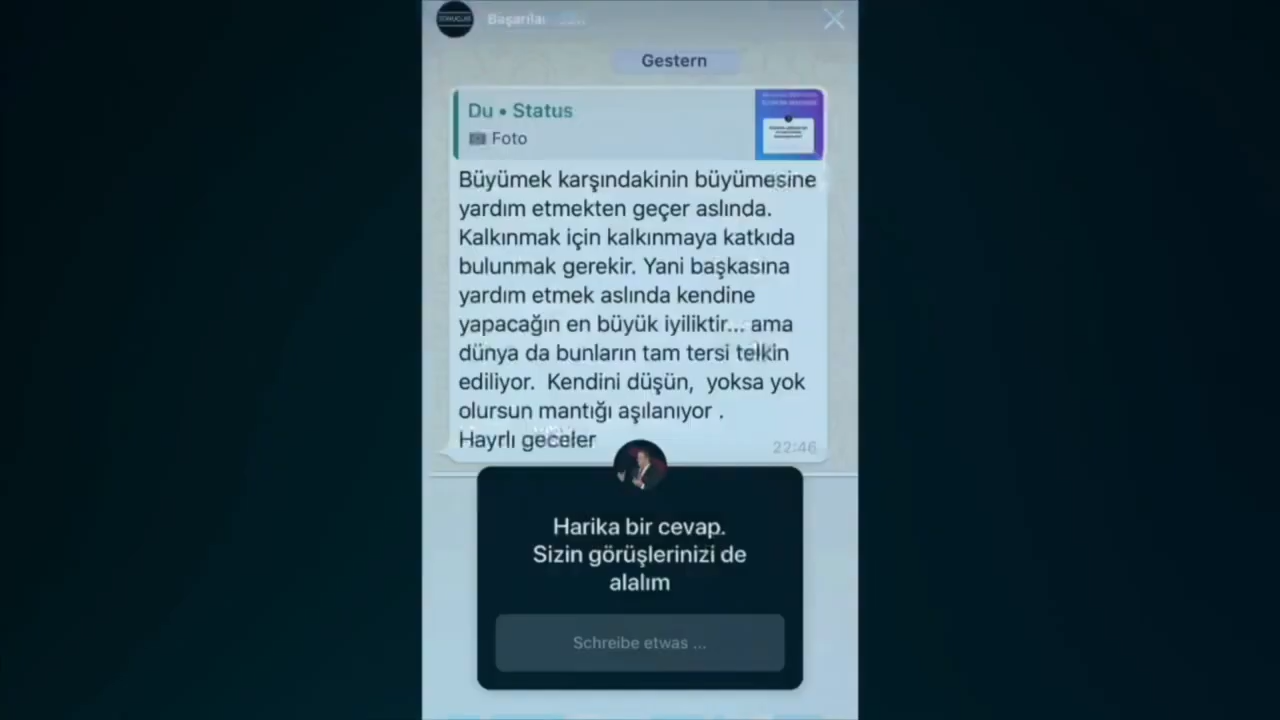 Gestern
Du • Status
Foto
Büyümek karşındakinin büyümesine
yardım etmekten geçer aslında.
Kalkınmak için kalkınmaya katkıda
bulunmak gerekir. Yani başkasına
yardım etmek aslında kendine
yapacağın en büyük iyiliktir... ama
dünya da bunların tam tersi telkin
ediliyor. Kendini düşün, yoksa yok
olursun mantığı aşılanıyor .
Hayrlı geceler
22:46
Harika bir cevap.
Sizin görüşlerinizi de
alalım
Schreibe etwas ...